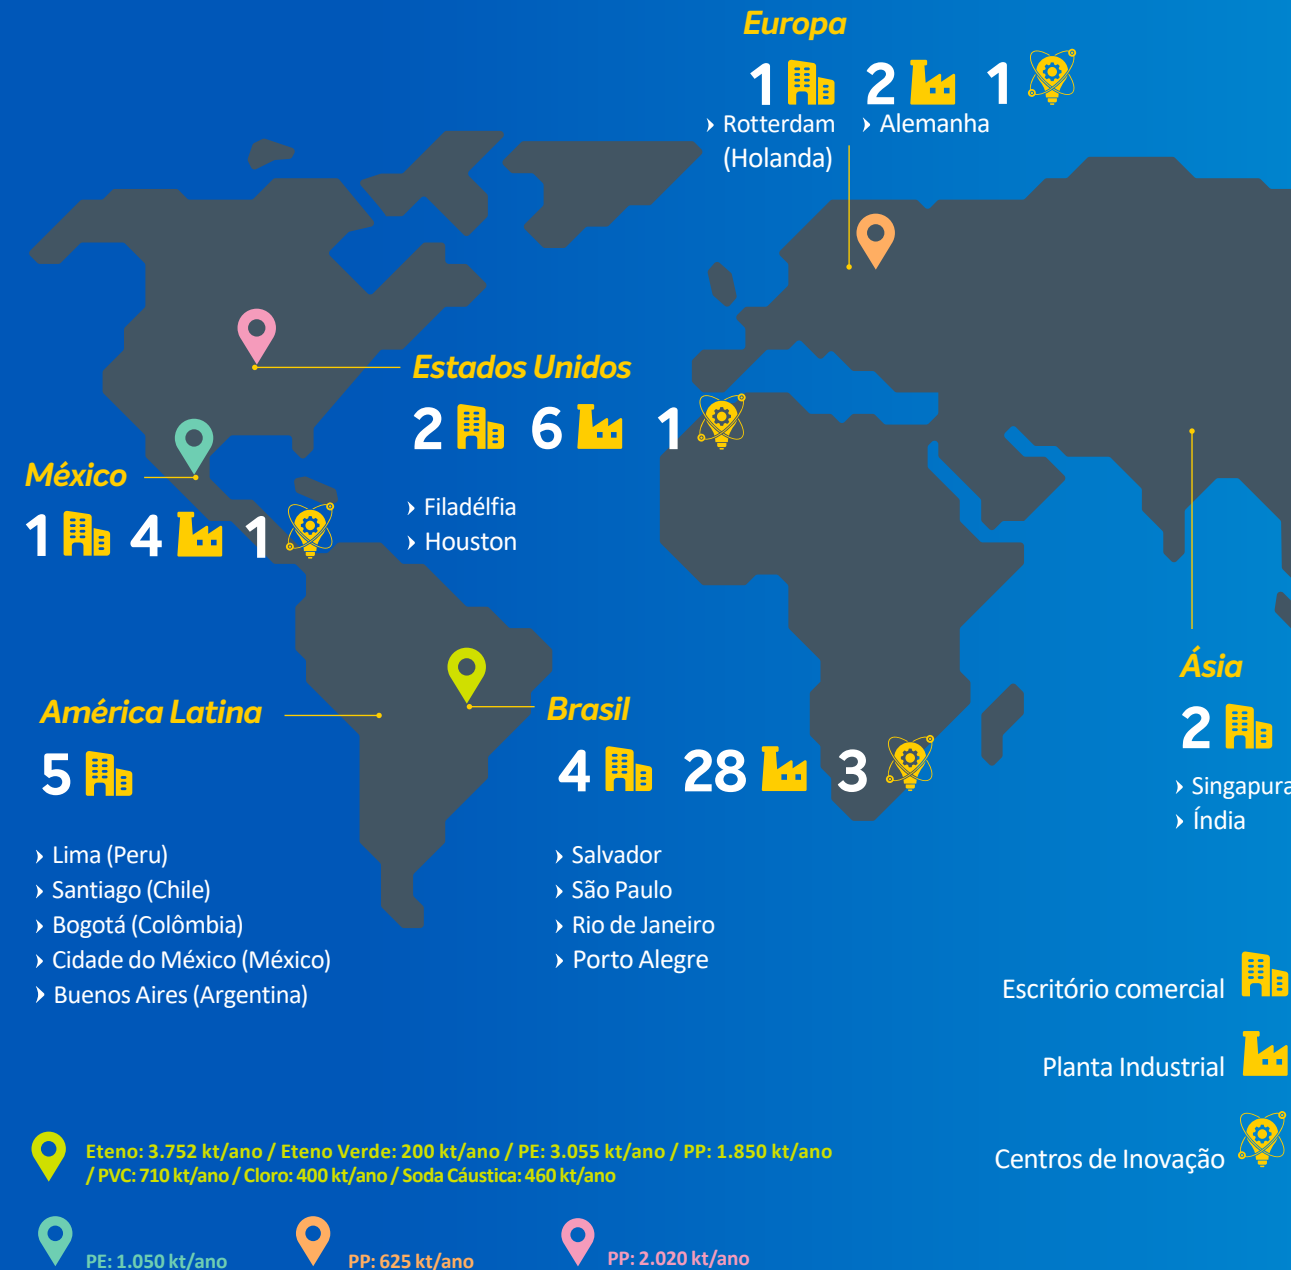 Europa
1 2 1
› Rotterdam
(Holanda)
› Alemanha
Estados Unidos
2 6 1
› Filadélfia
› Houston
México
1 4 1
América Latina
5
› Lima (Peru)
› Santiago (Chile)
› Bogotá (Colômbia)
› Cidade do México (México)
› Buenos Aires (Argentina)
Brasil
4 28 3
› Salvador
› São Paulo
› Rio de Janeiro
› Porto Alegre
Ásia
2
› Singapura
› Índia
Escritório comercial
Planta Industrial
Centros de Inovação
Eteno: 3.752 kt/ano / Eteno Verde: 200 kt/ano / PE: 3.055 kt/ano / PP: 1.850 kt/ano
/ PVC: 710 kt/ano / Cloro: 400 kt/ano / Soda Cáustica: 460 kt/ano
PE: 1.050 kt/ano
PP: 625 kt/ano
PP: 2.020 kt/ano